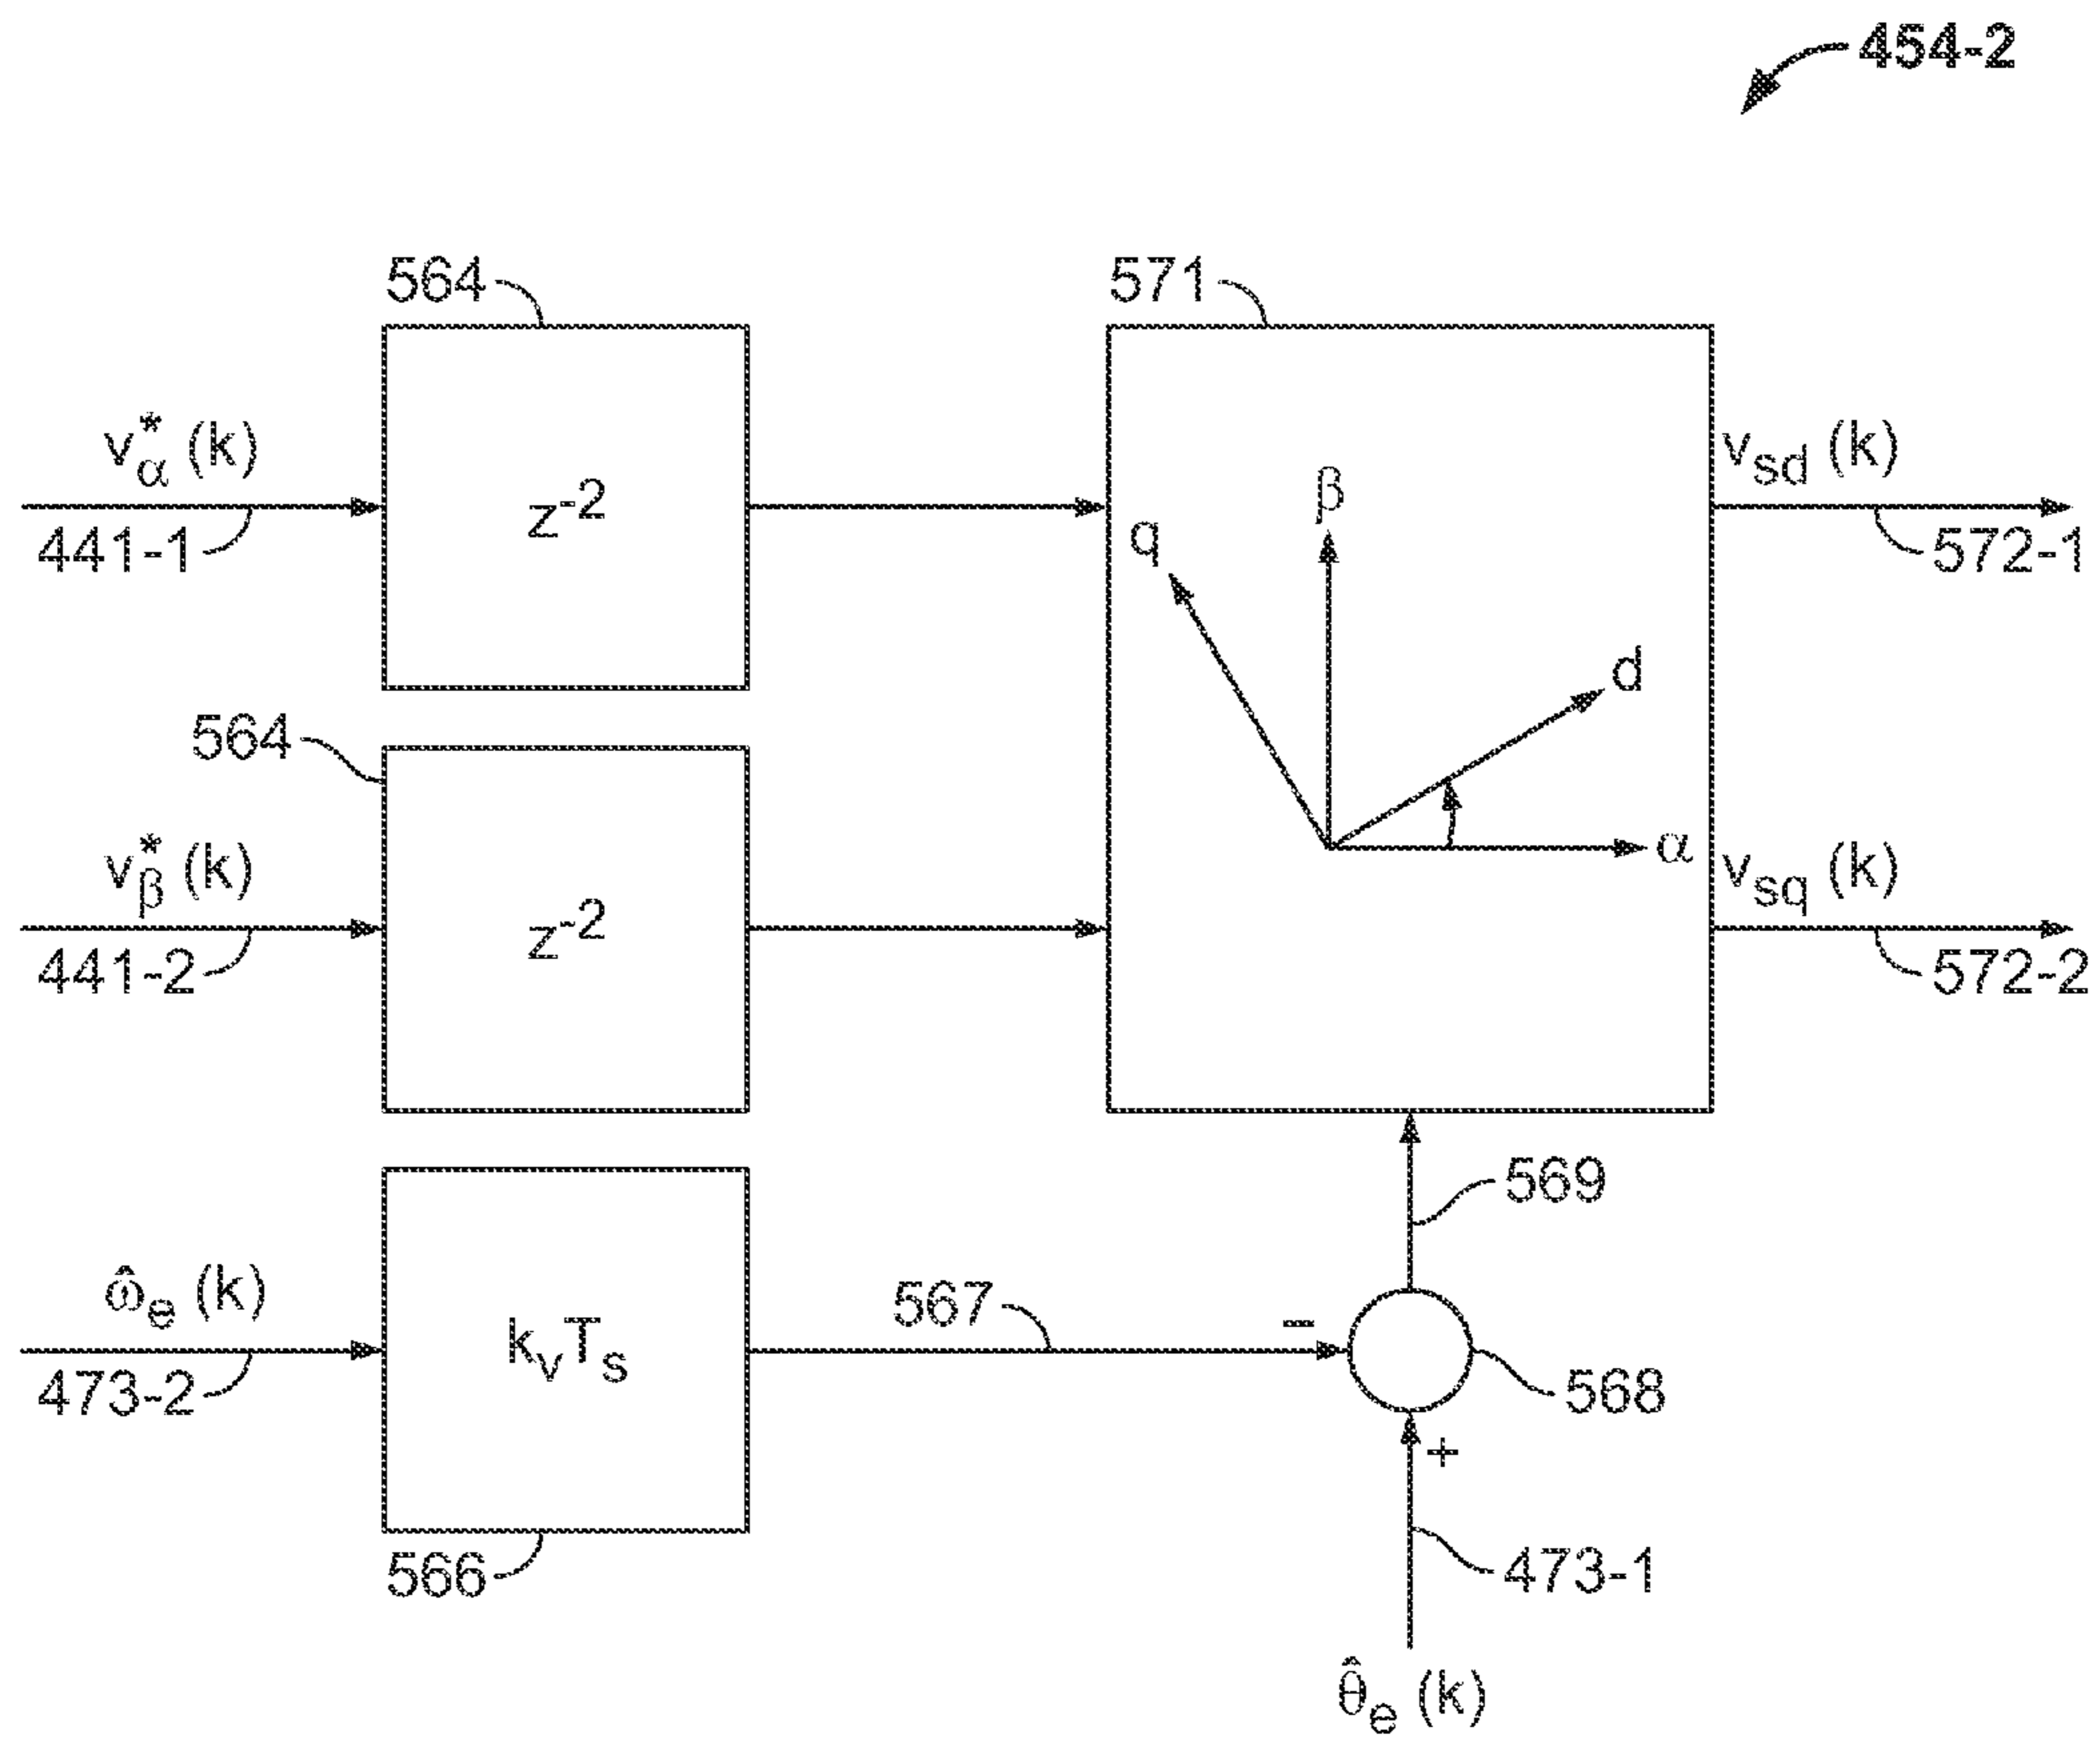 454-2
564
571
v*α (k)
441-1
z⁻²
q
β
d
α
vsd (k)
572-1
564
v*β (k)
441-2
z⁻²
vsq (k)
572-2
ω̂e (k)
473-2
kvTs
566
567
−
568
569
+
473-1
θ̂e (k)